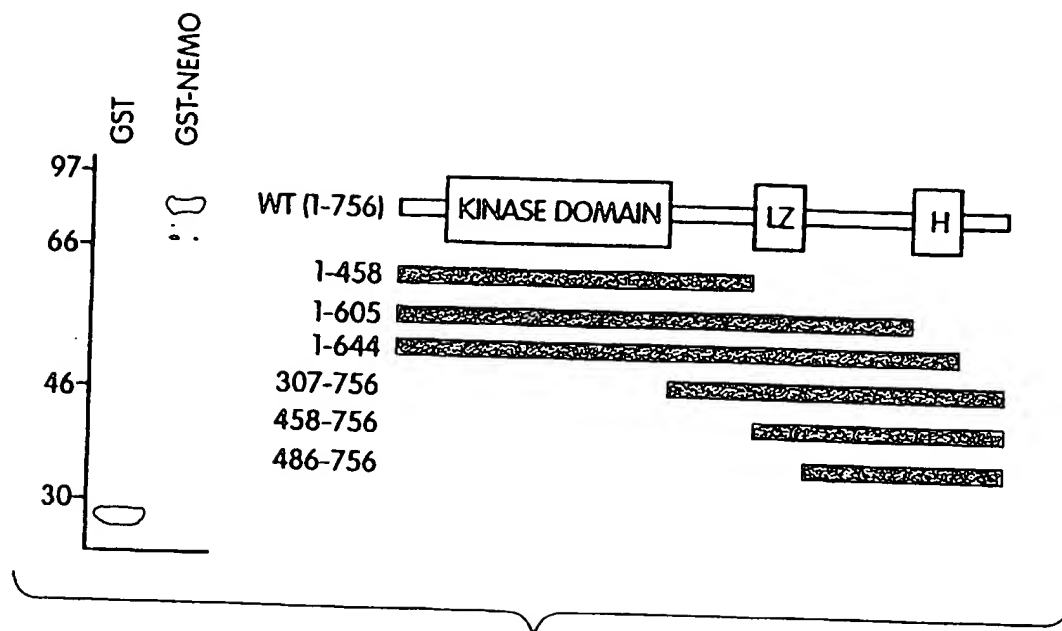 GST
GST-NEMO
97
66
46
30
WT (1-756)
KINASE DOMAIN
LZ
H
1-458
1-605
1-644
307-756
458-756
486-756